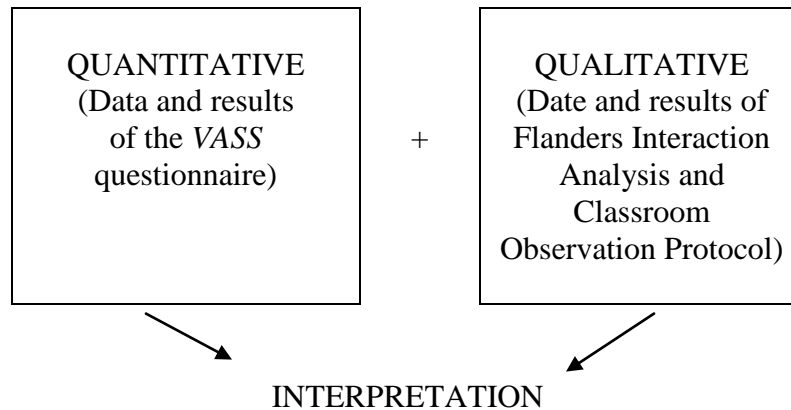 QUANTITATIVE
(Data and results
of the VASS
questionnaire)
+
QUALITATIVE
(Date and results of
Flanders Interaction
Analysis and
Classroom
Observation Protocol)
INTERPRETATION